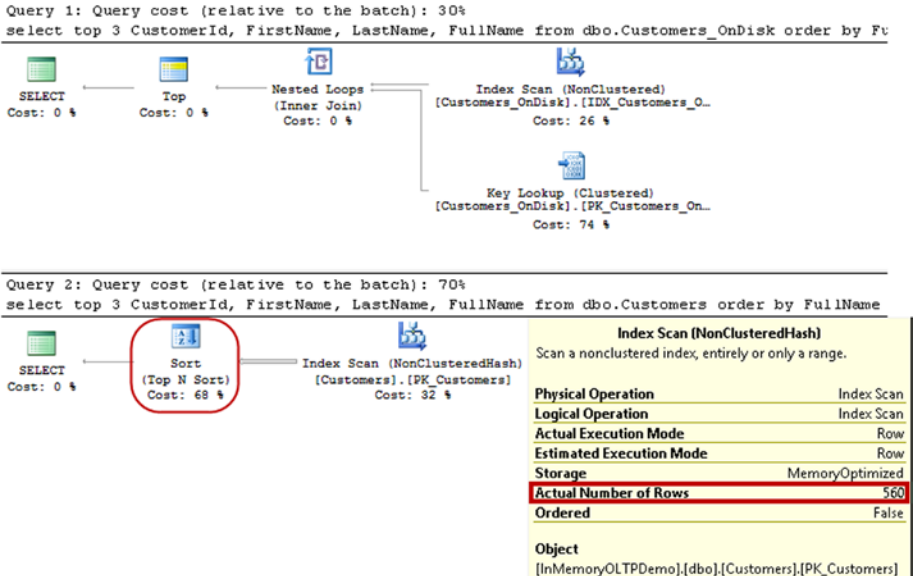 Query 1: Query cost (relative to the batch): 30%
select top 3 CustomerId, FirstName, LastName, FullName from dbo.Customers_OnDisk order by Fu
SELECT
Cost: 0 %
Top
Cost: 0 %
Nested Loops
(Inner Join)
Cost: 0 %
Index Scan (NonClustered)
[Customers_OnDisk].[IDX_Customers_O…
Cost: 26 %
Key Lookup (Clustered)
[Customers_OnDisk].[PK_Customers_On…
Cost: 74 %
Query 2: Query cost (relative to the batch): 70%
select top 3 CustomerId, FirstName, LastName, FullName from dbo.Customers order by FullName
SELECT
Cost: 0 %
Sort
(Top N Sort)
Cost: 68 %
Index Scan (NonClusteredHash)
[Customers].[PK_Customers]
Cost: 32 %
Index Scan (NonClusteredHash)
Scan a nonclustered index, entirely or only a range.
Physical Operation Index Scan
Logical Operation Index Scan
Actual Execution Mode Row
Estimated Execution Mode Row
Storage MemoryOptimized
Actual Number of Rows 560
Ordered False
Object
[InMemoryOLTPDemo].[dbo].[Customers].[PK_Customers]